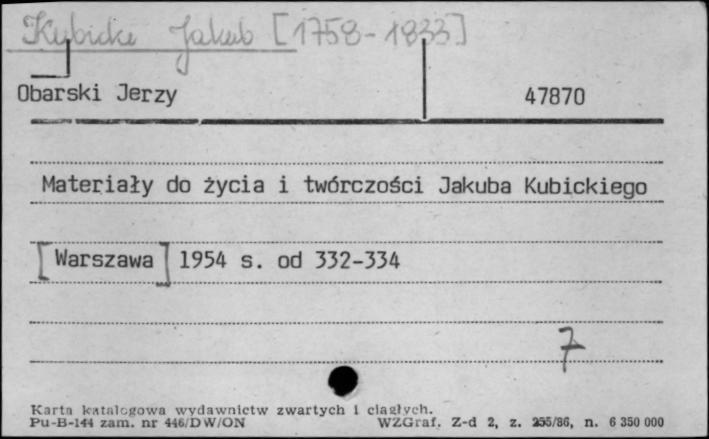 Kubicki Jakub [1758-1833]
Obarski Jerzy
47870
Materiały do życia i twórczości Jakuba Kubickiego
[Warszawa] 1954 s. od 332-334
7
Karta katalogowa wydawnictw zwartych i ciągłych.
Pu-B-144 zam. nr 446/DW/ON WZGraf. Z-d 2, z. 255/86, n. 6 350 000